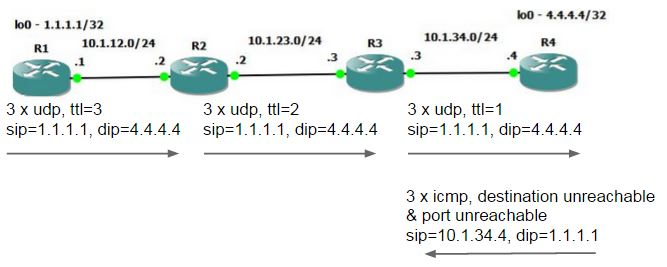 lo0 - 1.1.1.1/32
lo0 - 4.4.4.4/32
R1
10.1.12.0/24
R2
10.1.23.0/24
R3
10.1.34.0/24
R4
.1
.2
.2
.3
.3
.4
3 x udp, ttl=3
sip=1.1.1.1, dip=4.4.4.4
3 x udp, ttl=2
sip=1.1.1.1, dip=4.4.4.4
3 x udp, ttl=1
sip=1.1.1.1, dip=4.4.4.4
3 x icmp, destination unreachable
& port unreachable
sip=10.1.34.4, dip=1.1.1.1